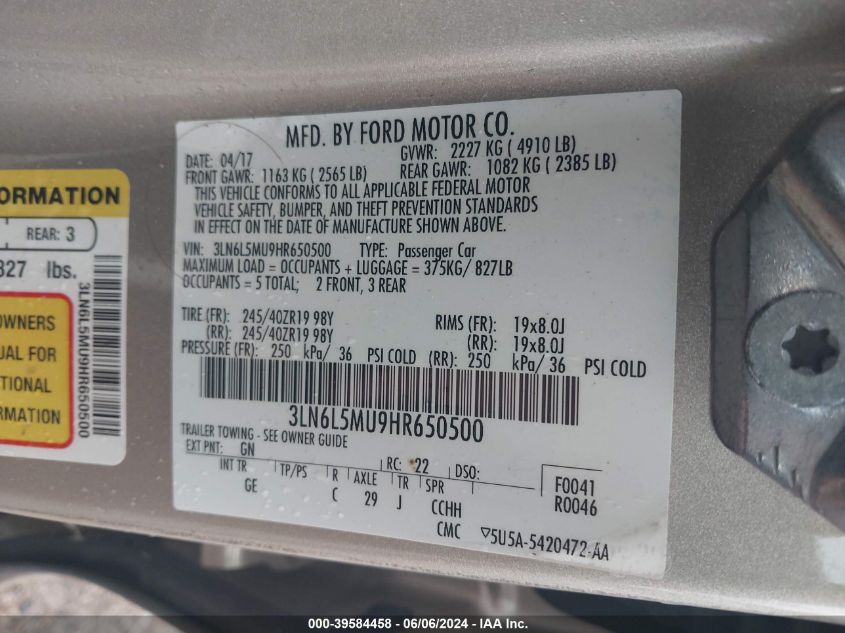 FORMATION
REAR: 3
827 lbs.
OWNERS
UAL FOR
ITIONAL
ORMATION
3LN6L5MU9HR650500
MFD. BY FORD MOTOR CO.
DATE: 04/17 GVWR: 2227 KG ( 4910 LB)
FRONT GAWR: 1163 KG ( 2565 LB) REAR GAWR: 1082 KG ( 2385 LB)
THIS VEHICLE CONFORMS TO ALL APPLICABLE FEDERAL MOTOR
VEHICLE SAFETY, BUMPER, AND THEFT PREVENTION STANDARDS
IN EFFECT ON THE DATE OF MANUFACTURE SHOWN ABOVE.
VIN: 3LN6L5MU9HR650500 TYPE: Passenger Car
MAXIMUM LOAD = OCCUPANTS + LUGGAGE = 375KG/ 827LB
OCCUPANTS = 5 TOTAL; 2 FRONT, 3 REAR
TIRE (FR): 245/40ZR19 98Y RIMS (FR): 19x8.0J
(RR): 245/40ZR19 98Y (RR): 19x8.0J
PRESSURE (FR): 250 kPa/ 36 PSI COLD (RR): 250 kPa/ 36 PSI COLD
3LN6L5MU9HR650500
TRAILER TOWING - SEE OWNER GUIDE
EXT PNT: GN RC: 22 DSO:
INT TR TP/PS R AXLE TR SPR F0041
GE C 29 J CCHH R0046
CMC ▽5U5A-5420472-AA
000-39584458 - 06/06/2024 - IAAI.com.